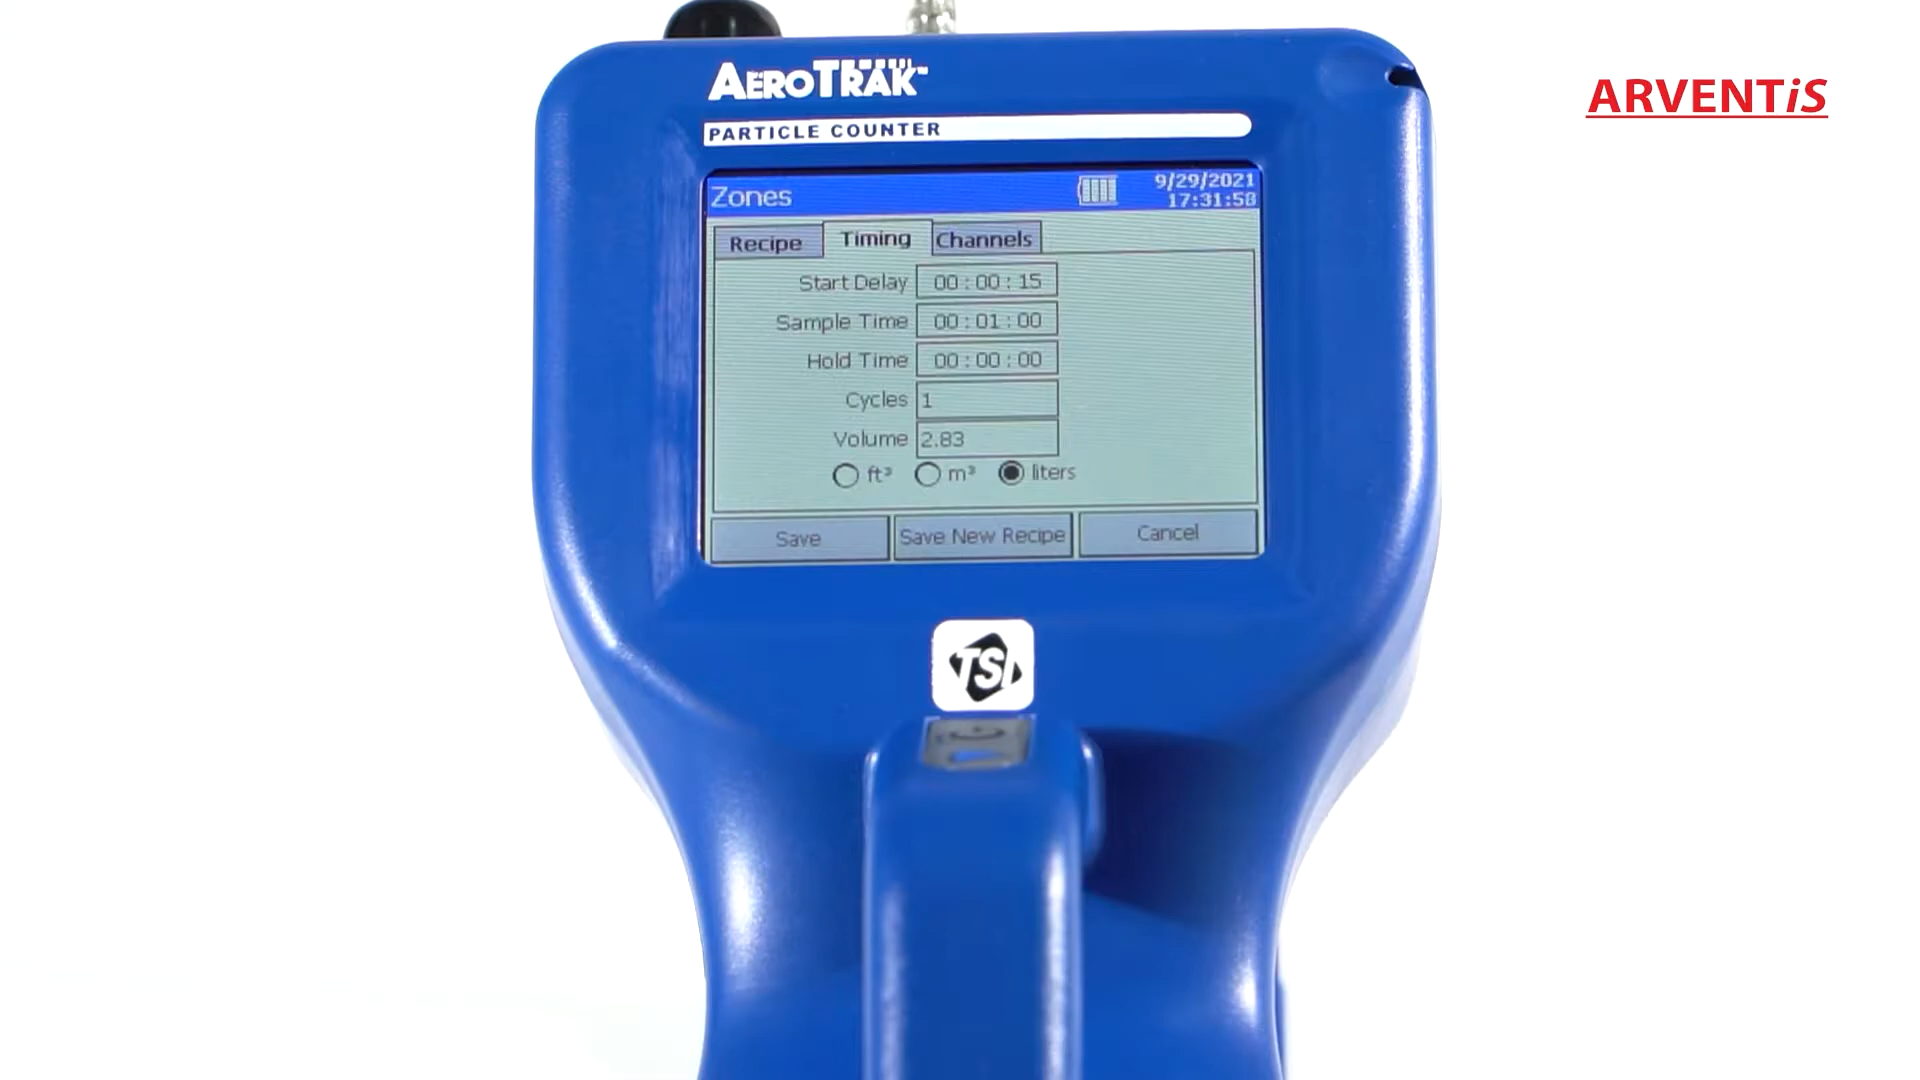 AEROTRAK™
PARTICLE COUNTER
ARVENTiS
Zones
9/29/2021
17:31:58
Recipe
Timing
Channels
Start Delay 00 : 00 : 15
Sample Time 00 : 01 : 00
Hold Time 00 : 00 : 00
Cycles 1
Volume 2.83
ft³ m³ liters
Save
Save New Recipe
Cancel
TSI